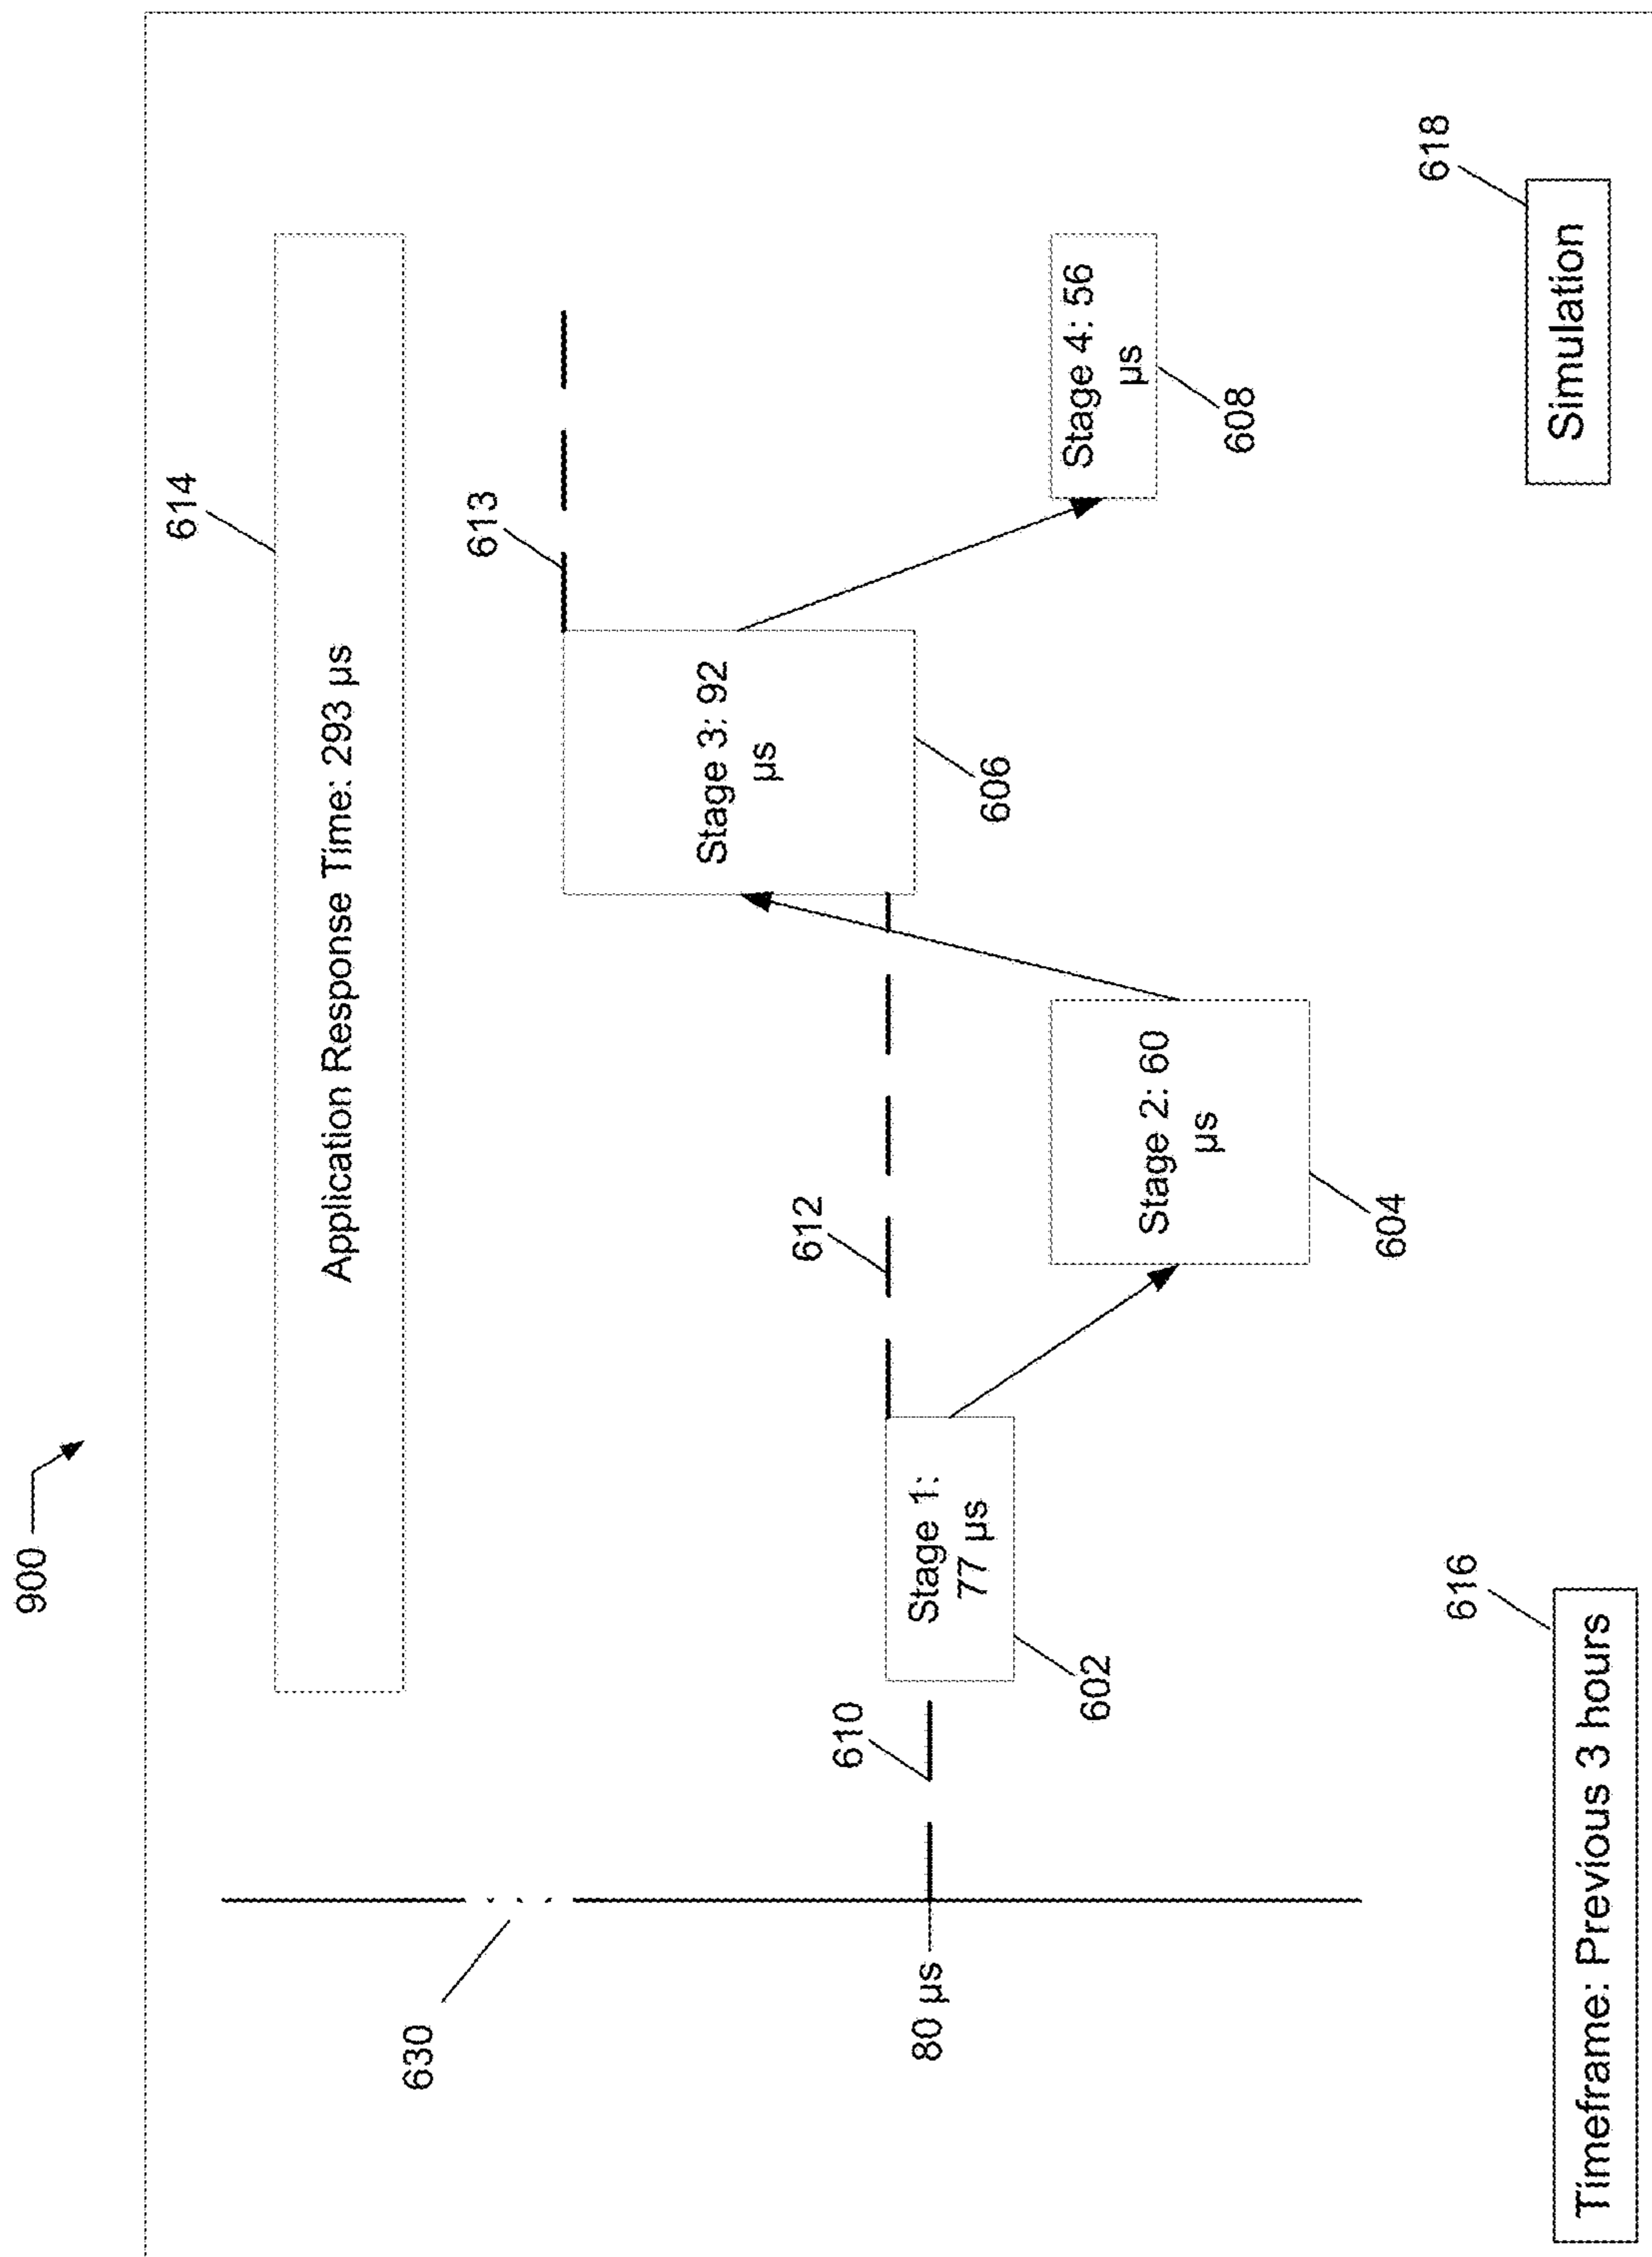 900
614
Application Response Time: 293 µs
613
630
612
610
80 µs
Stage 1:
77 µs
602
Stage 2: 60
µs
604
Stage 3: 92
µs
606
Stage 4: 56
µs
608
616
Timeframe: Previous 3 hours
618
Simulation